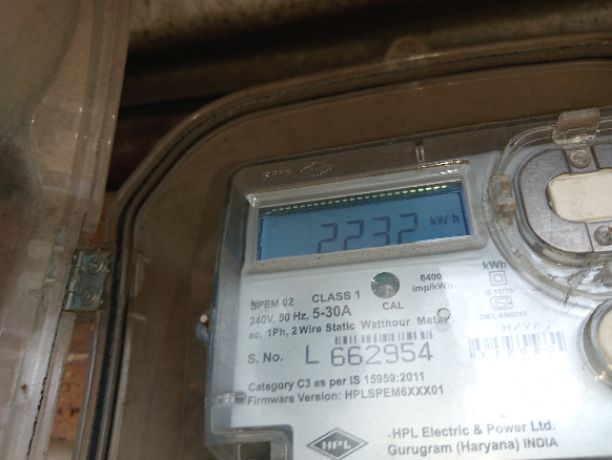 2232 kWh
SPEM 02 CLASS 1
240V, 50 Hz, 5-30A CAL
6400
imp/kWh
kWh
ac, 1Ph, 2 Wire Static Watthour Meter
S. No. L 662954
Category C3 as per IS 15959:2011
Firmware Version: HPLSPEM6XXX01
HPL
HPL Electric & Power Ltd.
Gurugram (Haryana) INDIA